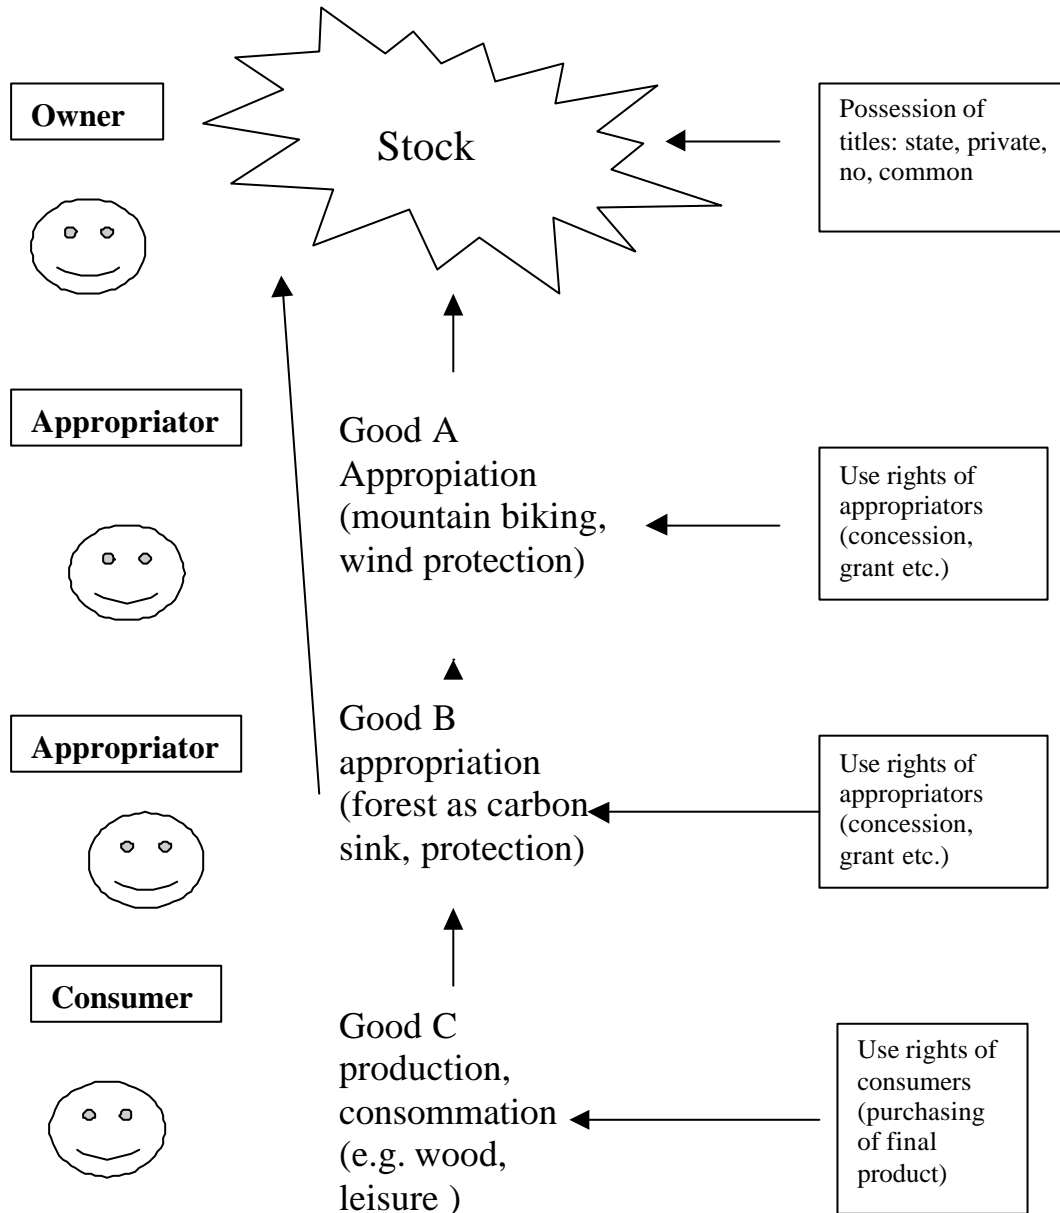 Owner
Stock
Possession of
titles: state, private,
no, common
Appropriator
Good A
Appropiation
(mountain biking,
wind protection)
Use rights of
appropriators
(concession,
grant etc.)
Appropriator
Good B
appropriation
(forest as carbon
sink, protection)
Use rights of
appropriators
(concession,
grant etc.)
Consumer
Good C
production,
consommation
(e.g. wood,
leisure )
Use rights of
consumers
(purchasing
of final
product)